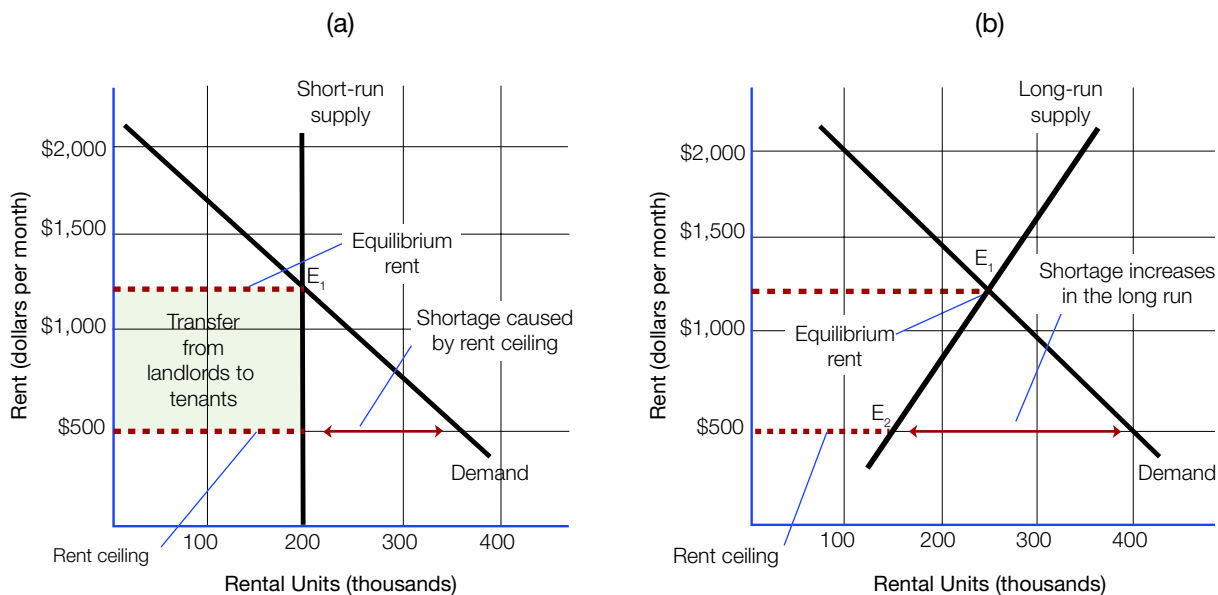 (a)
Short-run
supply
$2,000
$1,500
$1,000
$500
Rent (dollars per month)
Equilibrium
rent
E1
Transfer
from
landlords to
tenants
Shortage caused
by rent ceiling
Demand
Rent ceiling
100
200
300
400
Rental Units (thousands)
(b)
Long-run
supply
$2,000
$1,500
$1,000
$500
Rent (dollars per month)
E1
Shortage increases
in the long run
Equilibrium
rent
E2
Demand
Rent ceiling
100
200
300
400
Rental Units (thousands)